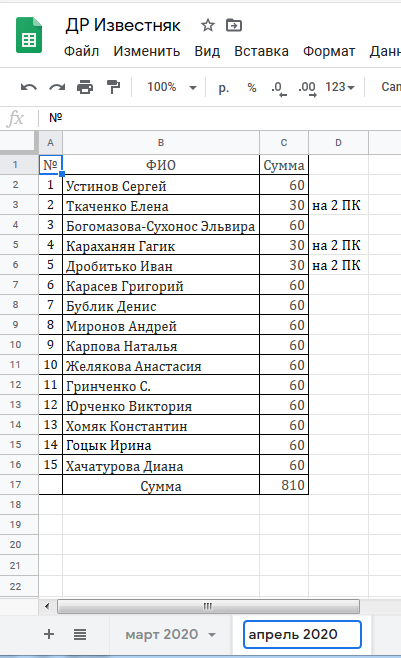 ДР Известняк
Файл Изменить Вид Вставка Формат Данн
100% р. % .0 .00 123 Can
fx №
A B C D
1 № ФИО Сумма
2 1 Устинов Сергей 60
3 2 Ткаченко Елена 30 на 2 ПК
4 3 Богомазова-Сухонос Эльвира 60
5 4 Караханян Гагик 30 на 2 ПК
6 5 Дробитько Иван 30 на 2 ПК
7 6 Карасев Григорий 60
8 7 Бублик Денис 60
9 8 Миронов Андрей 60
10 9 Карпова Наталья 60
11 10 Желякова Анастасия 60
12 11 Гринченко С. 60
13 12 Юрченко Виктория 60
14 13 Хомяк Константин 60
15 14 Гоцык Ирина 60
16 15 Хачатурова Диана 60
17 Сумма 810
18
19
20
21
22
март 2020 апрель 2020